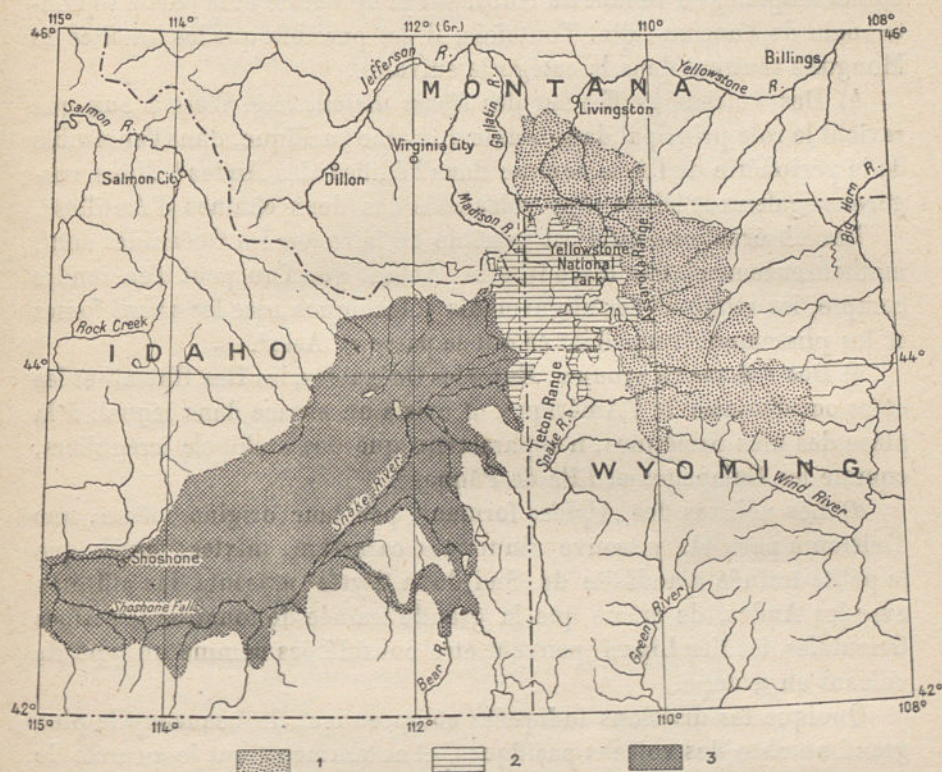 115° 114° 112° (Gr.) 110° 108°
46° 46°
MONTANA
Jefferson R.
Gallatin R.
Yellowstone R.
Billings
Livingston
Salmon R.
Virginia City
Salmon City
Dillon
Madison R.
Big Horn R.
Yellowstone
National
Park
Absaroka Range
Rock Creek
IDAHO
44° 44°
Teton Range
Snake R.
WYOMING
Wind River
Snake River
Shoshone
Shoshone Falls
Green River
Bear R.
42° 42°
115° 114° 112° 110° 108°
1 2 3